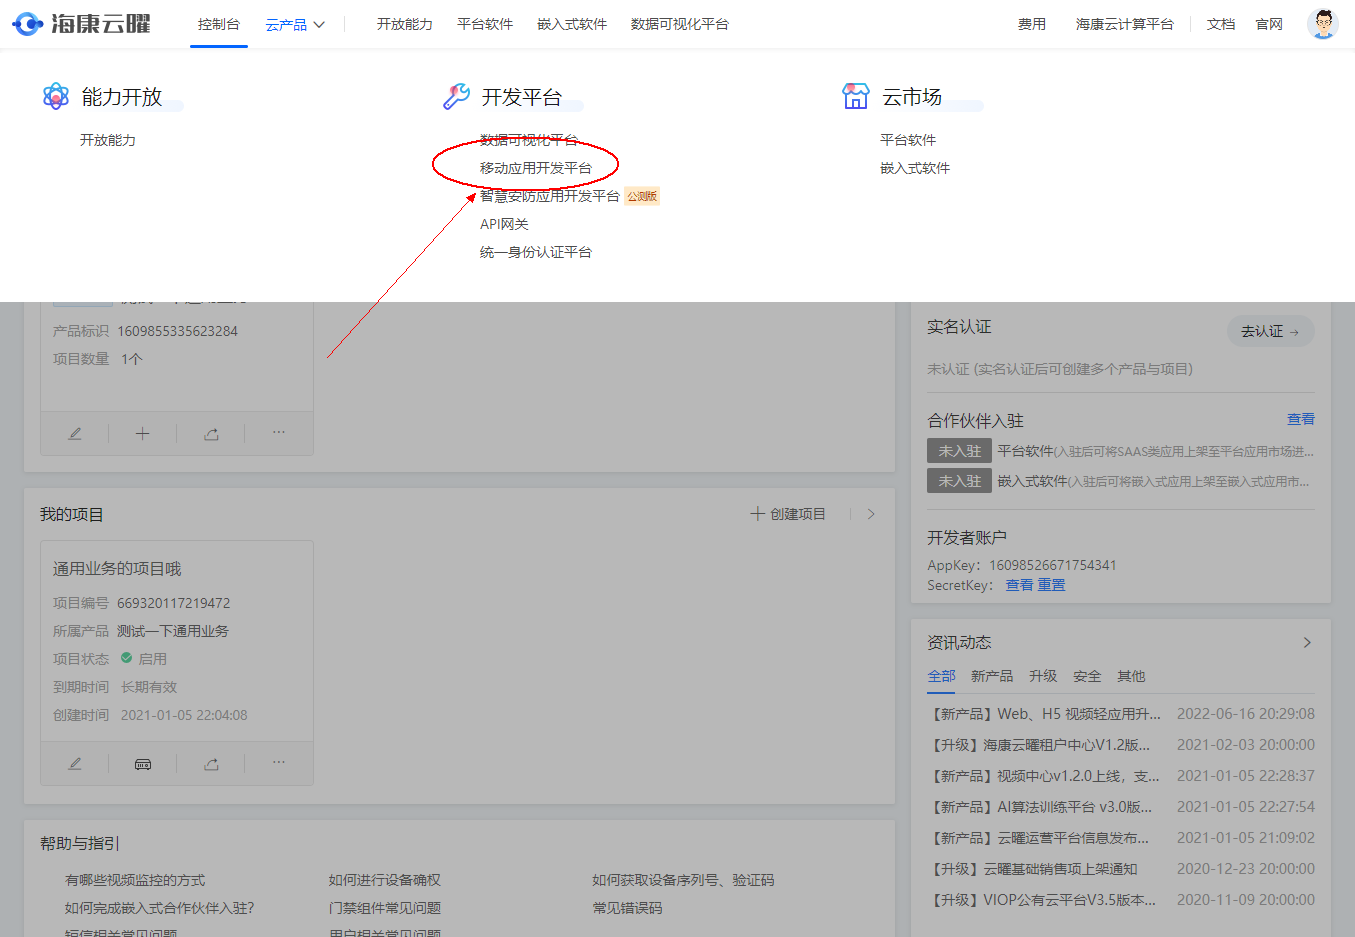 海康云曜
控制台
云产品
开放能力
平台软件
嵌入式软件
数据可视化平台
费用
海康云计算平台
文档
官网
能力开放
开放能力
开发平台
数据可视化平台
移动应用开发平台
智慧安防应用开发平台 公测版
API网关
统一身份认证平台
云市场
平台软件
嵌入式软件
产品标识 1609855335623284
项目数量 1个
...
我的项目
创建项目
通用业务的项目哦
项目编号 669320117219472
所属产品 测试一下通用业务
项目状态 启用
到期时间 长期有效
创建时间 2021-01-05 22:04:08
...
帮助与指引
有哪些视频监控的方式
如何进行设备确权
如何获取设备序列号、验证码
如何完成嵌入式合作伙伴入驻?
门禁组件常见问题
常见错误码
短信相关常见问题
用户相关常见问题
实名认证
去认证 →
未认证 (实名认证后可创建多个产品与项目)
合作伙伴入驻
查看
未入驻 平台软件(入驻后可将SAAS类应用上架至平台应用市场进...
未入驻 嵌入式软件(入驻后可将嵌入式应用上架至嵌入式应用市...
开发者账户
AppKey: 16098526671754341
SecretKey: 查看 重置
资讯动态
全部 新产品 升级 安全 其他
【新产品】Web、H5 视频轻应用升... 2022-06-16 20:29:08
【升级】海康云曜租户中心V1.2版... 2021-02-03 20:00:00
【新产品】视频中心v1.2.0上线，支... 2021-01-05 22:28:37
【新产品】AI算法训练平台 v3.0版... 2021-01-05 22:27:54
【新产品】云曜运营平台信息发布... 2021-01-05 21:09:02
【升级】云曜基础销售项上架通知 2020-12-23 20:00:00
【升级】VIOP公有云平台V3.5版本... 2020-11-09 20:00:00